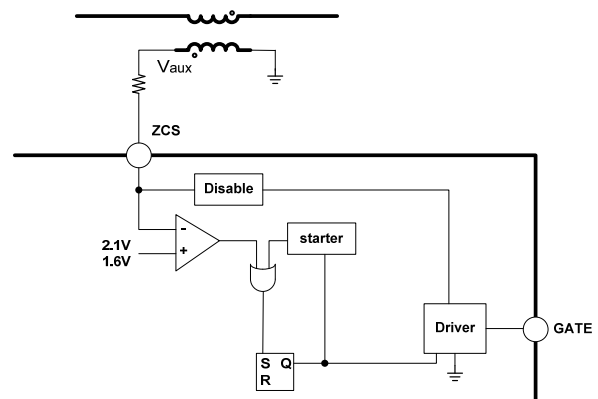 Vaux
ZCS
Disable
-
2.1V
1.6V
+
starter
S Q
R
Driver
GATE